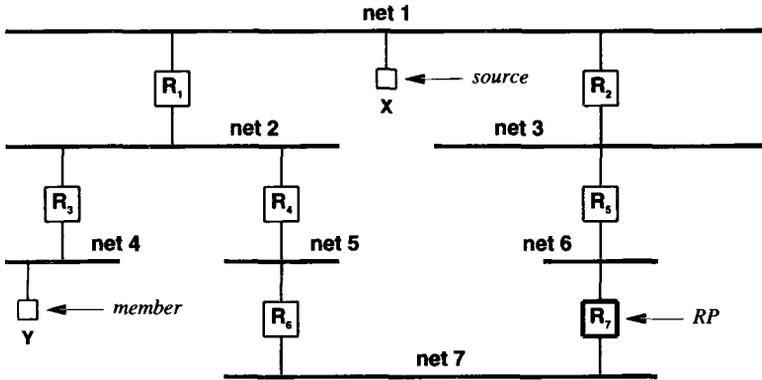 net 1
R₁
source
R₂
X
net 2
net 3
R₃
R₄
R₅
net 4
net 5
net 6
member
R₆
R₇
RP
Y
net 7